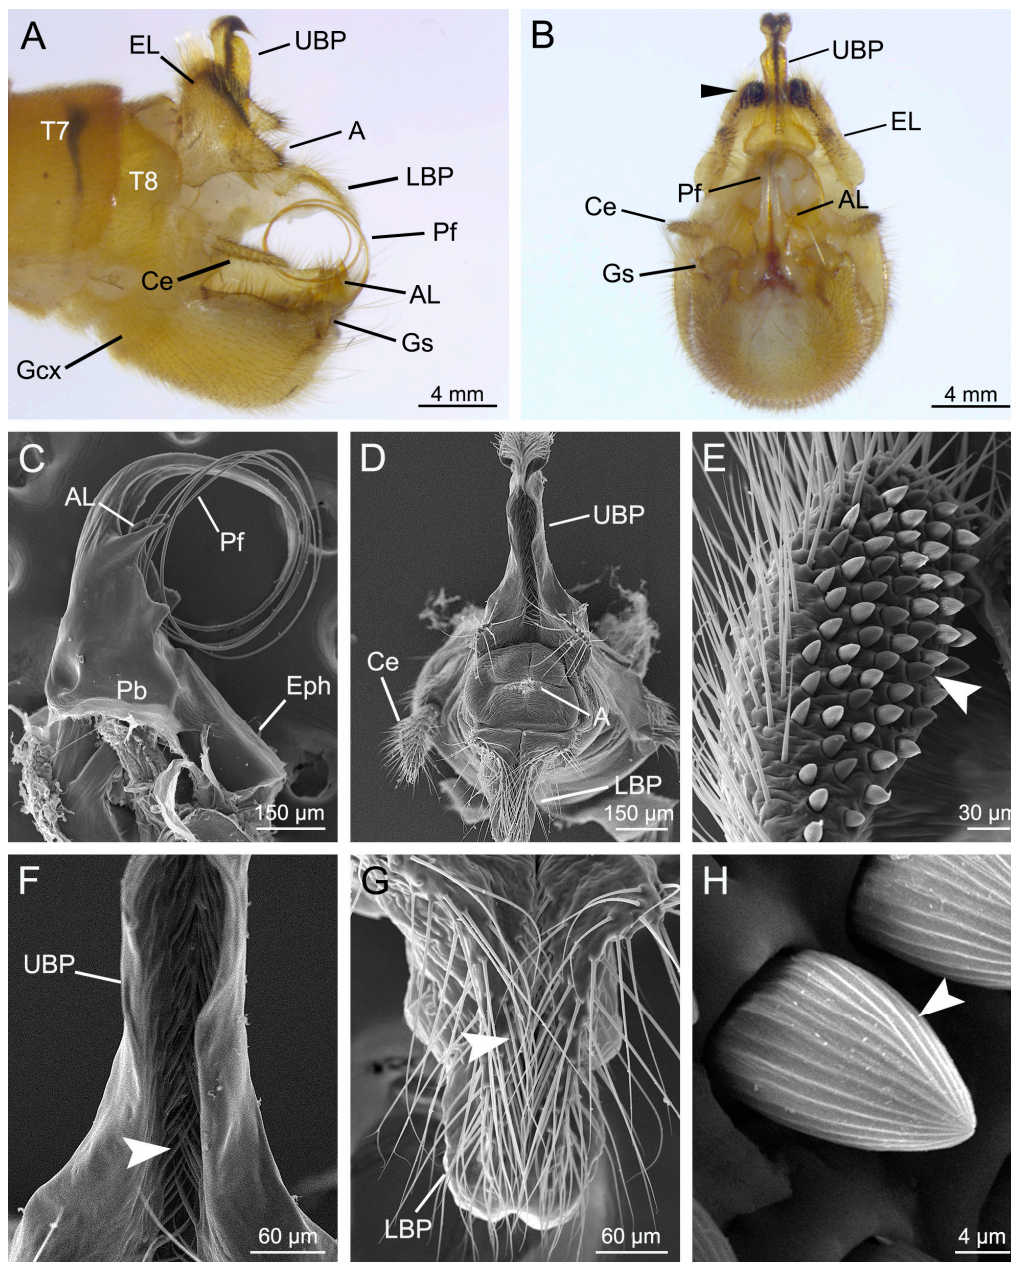 A
EL
UBP
T7
T8
A
LBP
Pf
Ce
AL
Gs
Gcx
4 mm
B
UBP
EL
Pf
AL
Ce
Gs
4 mm
C
AL
Pf
Pb
Eph
150 µm
D
UBP
Ce
A
LBP
150 µm
E
30 µm
F
UBP
60 µm
G
LBP
60 µm
H
4 µm